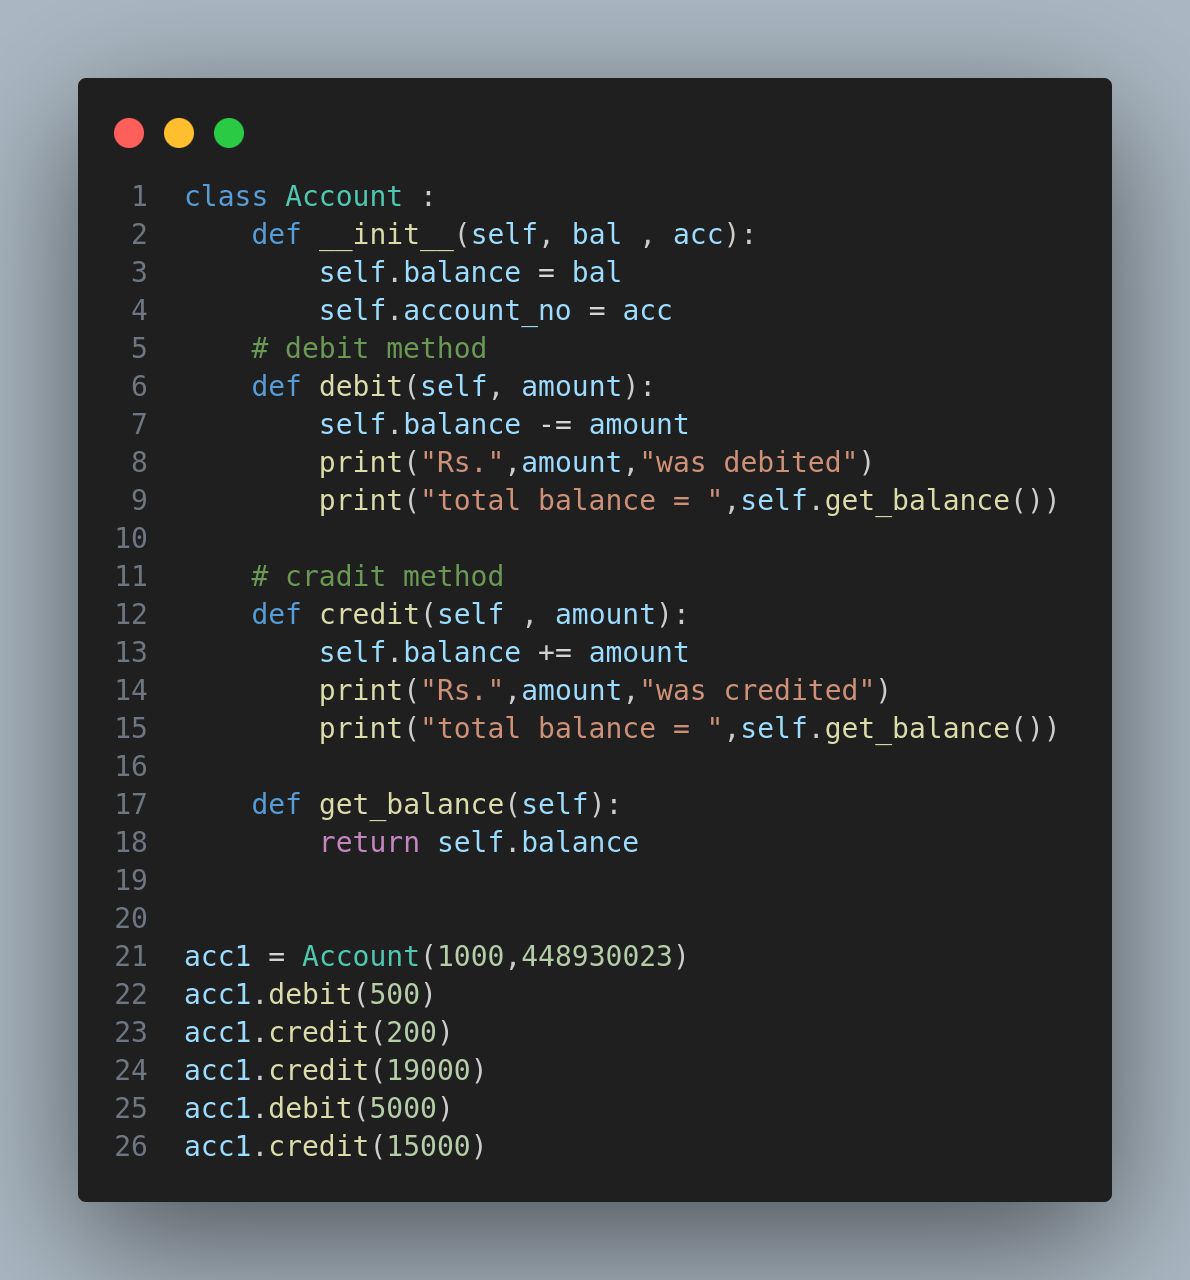 1 class Account :
2     def __init__(self, bal , acc):
3         self.balance = bal
4         self.account_no = acc
5     # debit method
6     def debit(self, amount):
7         self.balance -= amount
8         print("Rs.",amount,"was debited")
9         print("total balance = ",self.get_balance())
10
11     # cradit method
12     def credit(self , amount):
13         self.balance += amount
14         print("Rs.",amount,"was credited")
15         print("total balance = ",self.get_balance())
16
17     def get_balance(self):
18         return self.balance
19
20
21 acc1 = Account(1000,448930023)
22 acc1.debit(500)
23 acc1.credit(200)
24 acc1.credit(19000)
25 acc1.debit(5000)
26 acc1.credit(15000)